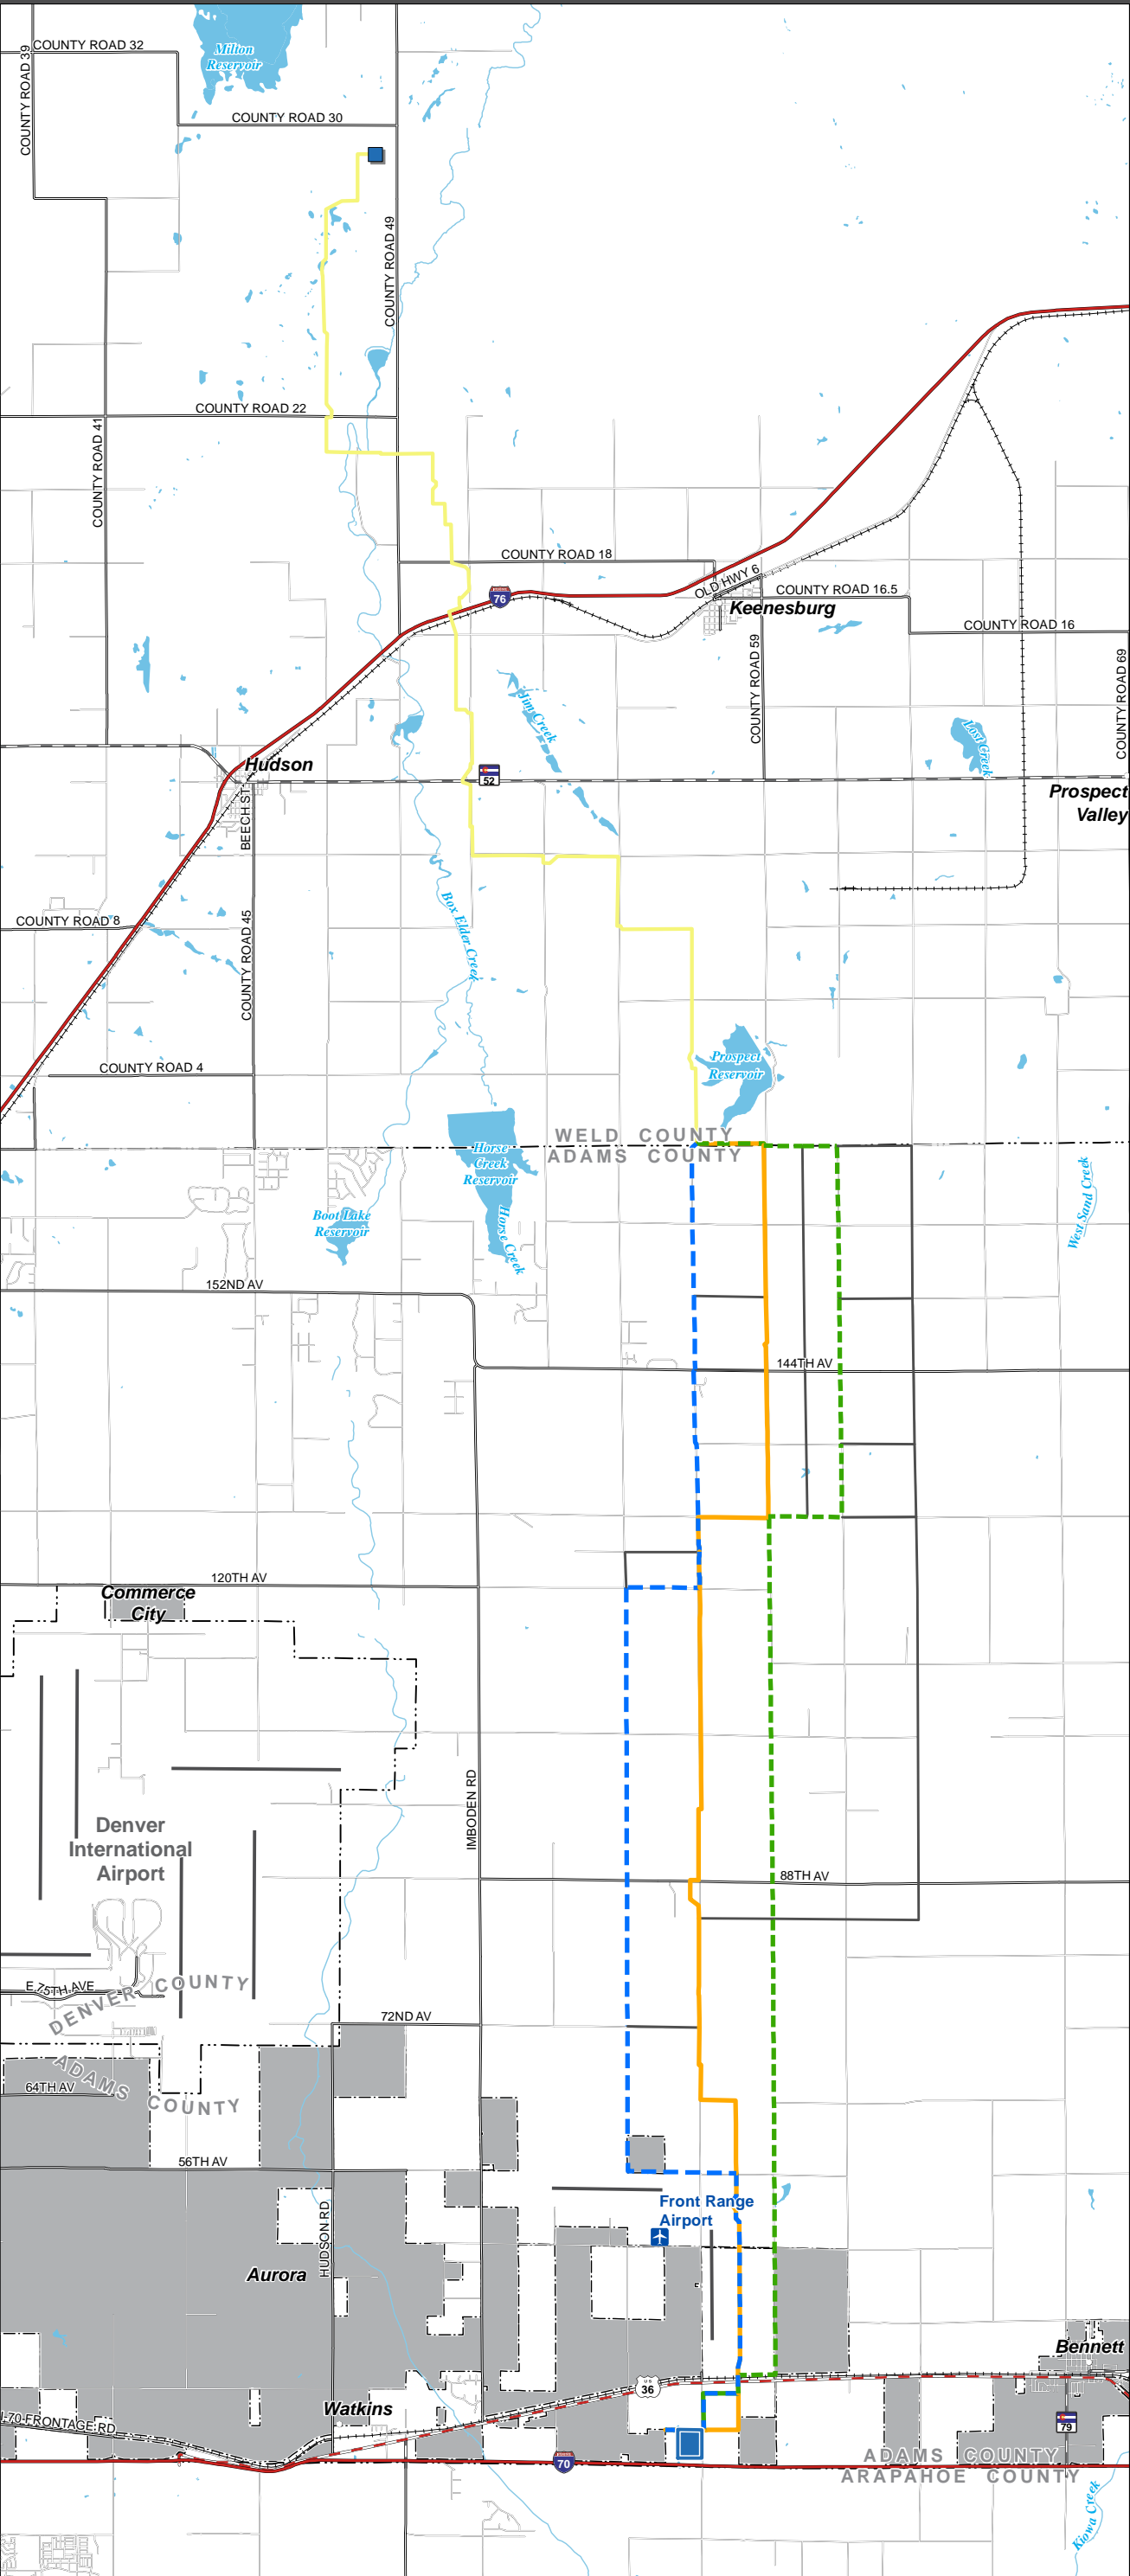 COUNTY ROAD 39
COUNTY ROAD 32
Milton
Reservoir
COUNTY ROAD 30
COUNTY ROAD 49
COUNTY ROAD 22
COUNTY ROAD 41
COUNTY ROAD 18
76
OLD HWY 6
COUNTY ROAD 16.5
Keenesburg
COUNTY ROAD 16
COUNTY ROAD 59
COUNTY ROAD 69
Jim Creek
Lost Creek
Hudson
52
BEECH ST
Prospect
Valley
COUNTY ROAD 8
COUNTY ROAD 45
Box Elder Creek
COUNTY ROAD 4
Prospect
Reservoir
WELD COUNTY
ADAMS COUNTY
Horse
Creek
Reservoir
Boot Lake
Reservoir
Horse Creek
West Sand Creek
152ND AV
144TH AV
120TH AV
Commerce
City
IMBODEN RD
Denver
International
Airport
88TH AV
E 75TH AVE
DENVER COUNTY
72ND AV
ADAMS COUNTY
64TH AV
56TH AV
HUDSON RD
Front Range
Airport
Aurora
Bennett
US
36
Watkins
I-70 FRONTAGE RD
79
70
ADAMS COUNTY
ARAPAHOE COUNTY
Kiowa Creek